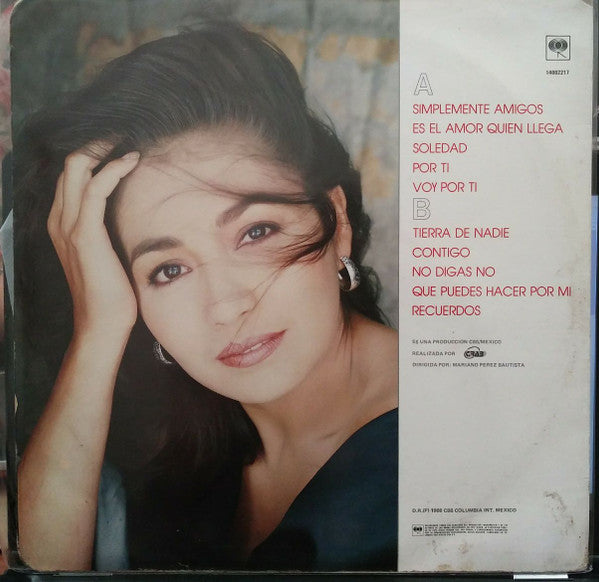 CBS
14882217
A
SIMPLEMENTE AMIGOS
ES EL AMOR QUIEN LLEGA
SOLEDAD
POR TI
VOY POR TI
B
TIERRA DE NADIE
CONTIGO
NO DIGAS NO
QUE PUEDES HACER POR MI
RECUERDOS
ES UNA PRODUCCION CBS/MEXICO
REALIZADA POR
DIRIGIDA POR: MARIANO PEREZ BAUTISTA
D.R.(P) 1988 CBS COLUMBIA INT. MEXICO